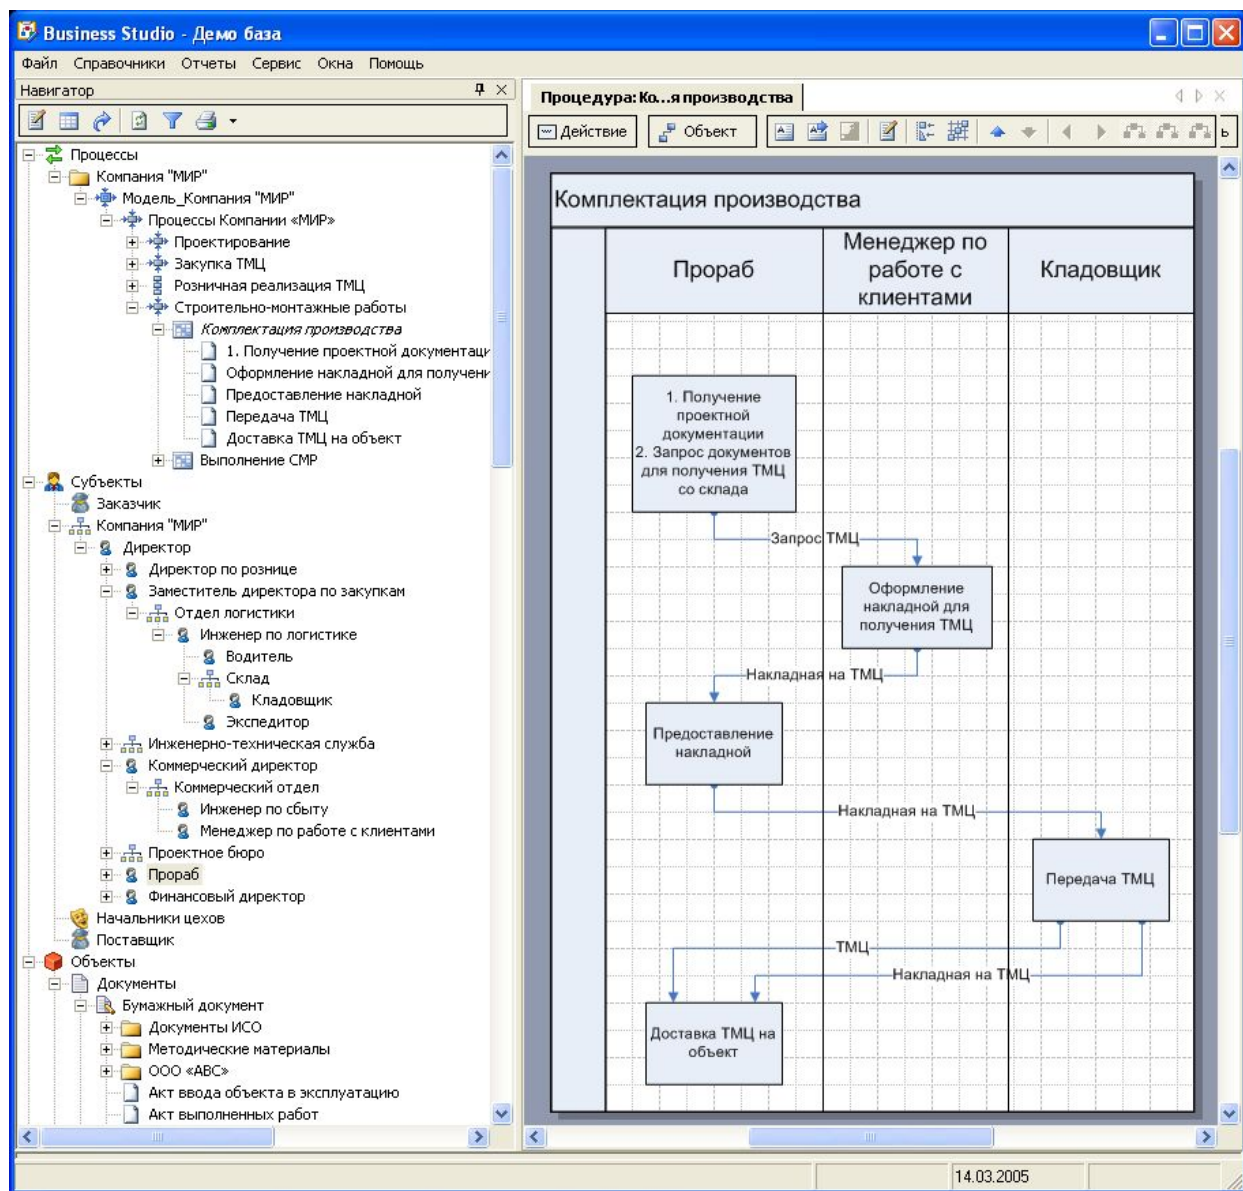 Business Studio - Демо база
Файл Справочники Отчеты Сервис Окна Помощь
Навигатор
Процессы
Компания "МИР"
Модель_Компания "МИР"
Процессы Компании «МИР»
Проектирование
Закупка ТМЦ
Розничная реализация ТМЦ
Строительно-монтажные работы
Комплектация производства
1. Получение проектной документаци
Оформление накладной для получени
Предоставление накладной
Передача ТМЦ
Доставка ТМЦ на объект
Выполнение СМР
Субъекты
Заказчик
Компания "МИР"
Директор
Директор по рознице
Заместитель директора по закупкам
Отдел логистики
Инженер по логистике
Водитель
Склад
Кладовщик
Экспедитор
Инженерно-техническая служба
Коммерческий директор
Коммерческий отдел
Инженер по сбыту
Менеджер по работе с клиентами
Проектное бюро
Прораб
Финансовый директор
Начальники цехов
Поставщик
Объекты
Документы
Бумажный документ
Документы ИСО
Методические материалы
ООО «АВС»
Акт ввода объекта в эксплуатацию
Акт выполненных работ
Процедура: Ко...я производства
Действие
Объект
ь
Комплектация производства
Прораб
Менеджер по
работе с
клиентами
Кладовщик
1. Получение
проектной
документации
2. Запрос документов
для получения ТМЦ
со склада
Запрос ТМЦ
Оформление
накладной для
получения ТМЦ
Накладная на ТМЦ
Предоставление
накладной
Накладная на ТМЦ
Передача ТМЦ
ТМЦ
Накладная на ТМЦ
Доставка ТМЦ на
объект
14.03.2005